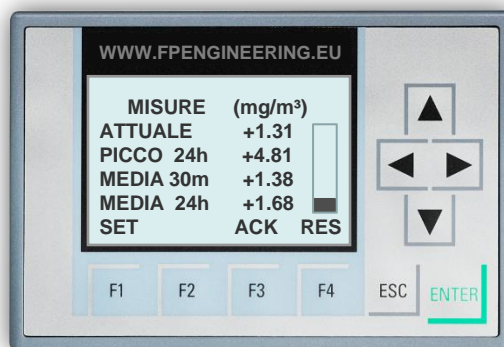 WWW.FPENGINEERING.EU
MISURE (mg/m³)
ATTUALE +1.31
PICCO 24h +4.81
MEDIA 30m +1.38
MEDIA 24h +1.68
SET ACK RES
F1 F2 F3 F4 ESC ENTER